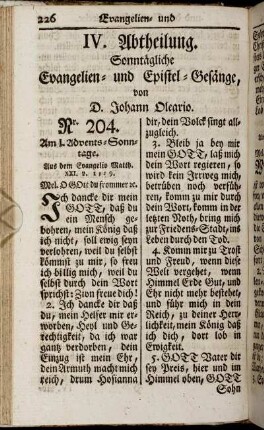 226 Evangelien- und
IV. Abtheilung.
Sonntägliche
Evangelien- und Epistel-Gesänge,
von
D. Johann Oleario.
Nr. 204.
Am I. Advents-Sonn-
tage.
Aus dem Evangelio Matth.
XXI. v.
Mel. O GOtt du frommer ꝛc.
Ich dancke dir mein
GOTT, daß du
ein Mensch ge-
bohren, mein König daß
ich nicht, soll ewig seyn
verlohren, weil du selbst
kömmst zu mir, so freu
ich billig mich, weil du
selbst durch dein Wort
sprichst: Zion freue dich!
2. Ich dancke dir daß
du, mein Helfer mir er-
worben, Heyl und Ge-
rechtigkeit, da ich war
gantz verdorben, dein
Einzug ist mein Ehr,
dein Armuth macht mich
reich, drum Hosianna
dir, dein Volck singt all-
zugleich.
3. Bleib ja bey mir
mein GOTT, laß mich
dein Wort regieren, so
wird kein Irrweg mich
betrüben noch verfüh-
ren, komm zu mir durch
dein Wort, komm in der
letzten Noth, bring mich
zur Friedens-Stadt, ins
Leben durch den Tod.
4. Komm mir zu Trost
und Freud, wenn diese
Welt vergehet, wenn
Himmel Erde Gut, und
Ehr nicht mehr bestehet,
und führ mich in dein
Reich, zu deiner Herr-
lichkeit, mein König daß
ich dich, dort lob in
Ewigkeit.
5. GOTT Vater dir
sey Preis, hier und im
Himmel oben, GOTT
Sohn